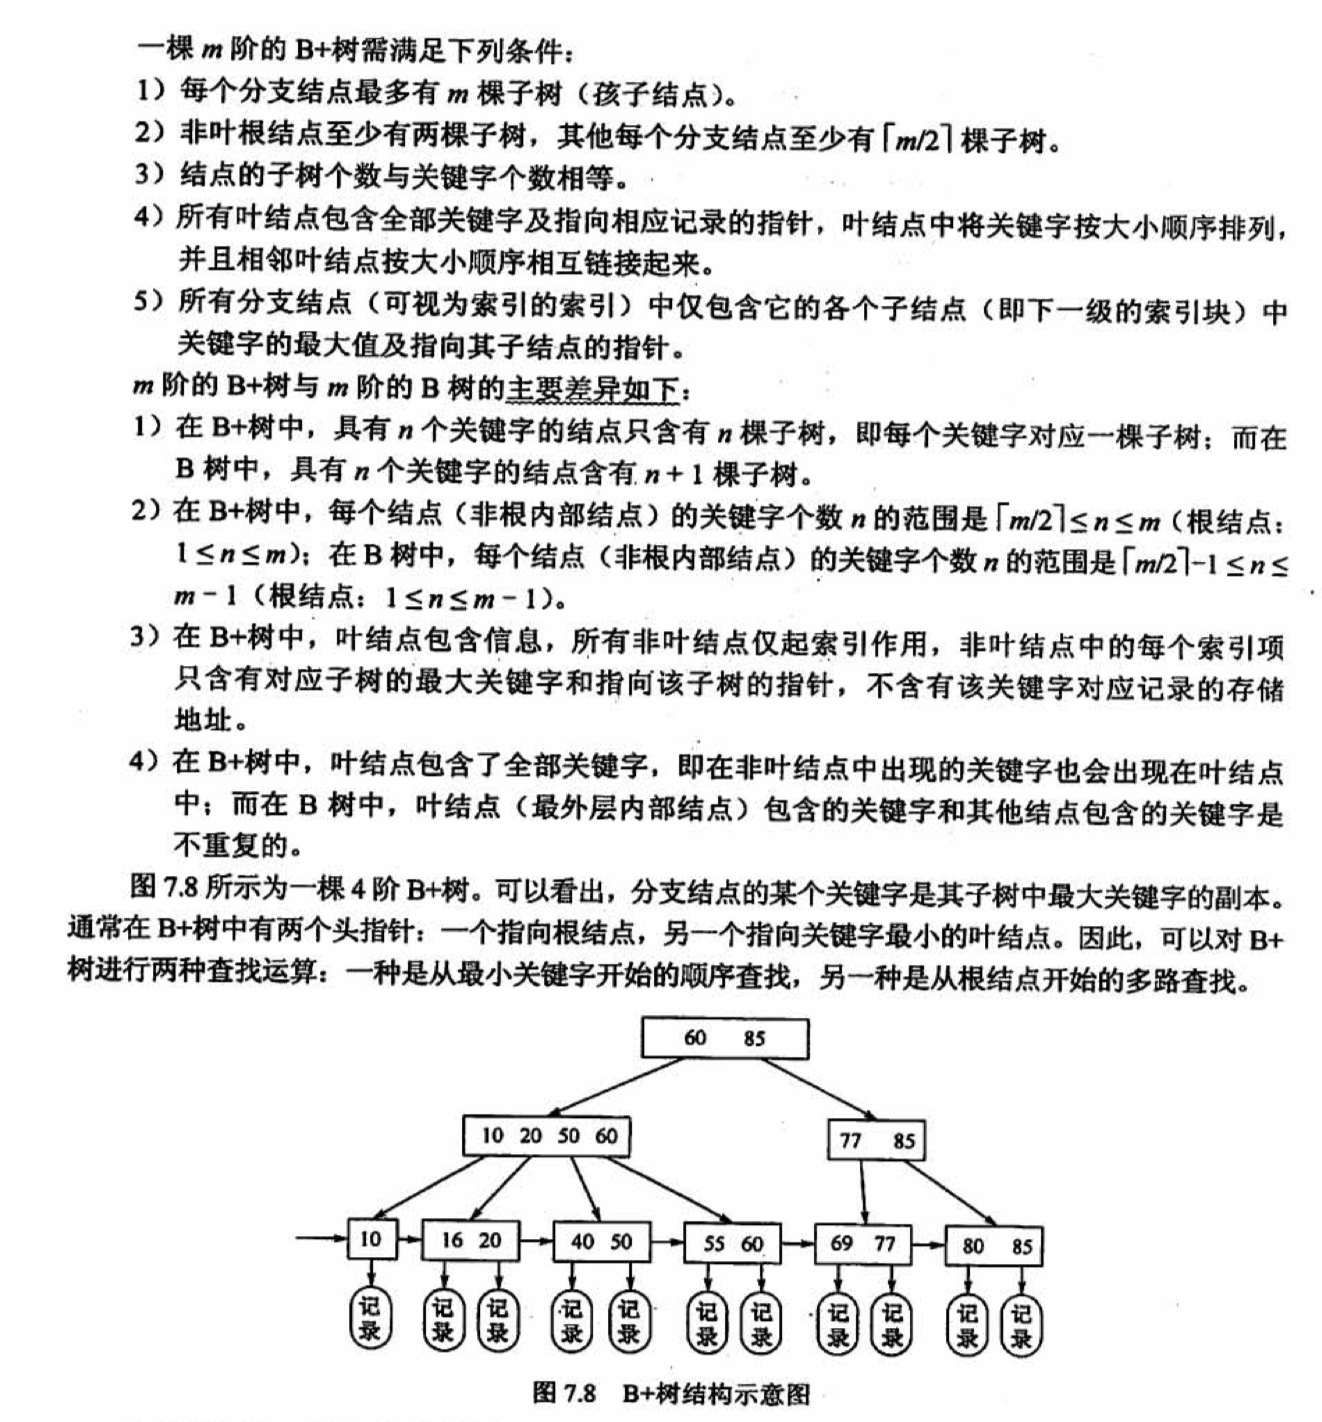 一棵 m 阶的 B+树需满足下列条件：
1）每个分支结点最多有 m 棵子树（孩子结点）。
2）非叶根结点至少有两棵子树，其他每个分支结点至少有⌈m/2⌉棵子树。
3）结点的子树个数与关键字个数相等。
4）所有叶结点包含全部关键字及指向相应记录的指针，叶结点中将关键字按大小顺序排列，
并且相邻叶结点按大小顺序相互链接起来。
5）所有分支结点（可视为索引的索引）中仅包含它的各个子结点（即下一级的索引块）中
关键字的最大值及指向其子结点的指针。
m 阶的 B+树与 m 阶的 B 树的主要差异如下：
1）在 B+树中，具有 n 个关键字的结点只含有 n 棵子树，即每个关键字对应一棵子树；而在
B 树中，具有 n 个关键字的结点含有 n + 1 棵子树。
2）在 B+树中，每个结点（非根内部结点）的关键字个数 n 的范围是⌈m/2⌉≤n≤m（根结点：
1≤n≤m）；在 B 树中，每个结点（非根内部结点）的关键字个数 n 的范围是⌈m/2⌉-1≤n≤
m - 1（根结点：1≤n≤m - 1）。
3）在 B+树中，叶结点包含信息，所有非叶结点仅起索引作用，非叶结点中的每个索引项
只含有对应子树的最大关键字和指向该子树的指针，不含有该关键字对应记录的存储
地址。
4）在 B+树中，叶结点包含了全部关键字，即在非叶结点中出现的关键字也会出现在叶结点
中；而在 B 树中，叶结点（最外层内部结点）包含的关键字和其他结点包含的关键字是
不重复的。
图 7.8 所示为一棵 4 阶 B+树。可以看出，分支结点的某个关键字是其子树中最大关键字的副本。
通常在 B+树中有两个头指针：一个指向根结点，另一个指向关键字最小的叶结点。因此，可以对 B+
树进行两种查找运算：一种是从最小关键字开始的顺序查找，另一种是从根结点开始的多路查找。
60 85
10 20 50 60 77 85
10 16 20 40 50 55 60 69 77 80 85
记录 记录 记录 记录 记录 记录 记录 记录 记录 记录 记录
图 7.8 B+树结构示意图